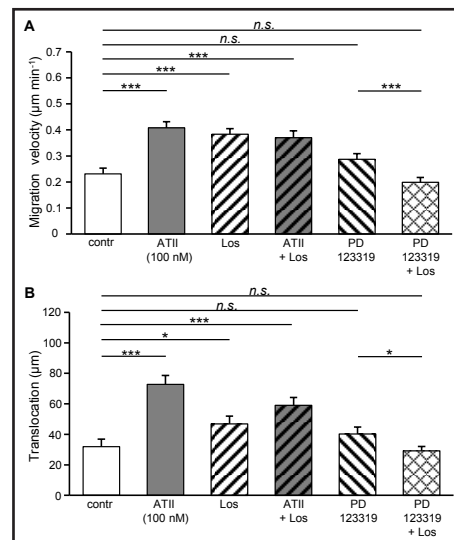 A
n.s.
n.s.
***
***
***
***
Migration velocity (µm min⁻¹)
0.7
0.6
0.5
0.4
0.3
0.2
0.1
0
contr
ATII
(100 nM)
Los
ATII
+ Los
PD
123319
PD
123319
+ Los
B
n.s.
n.s.
***
*
***
*
Translocation (µm)
120
100
80
60
40
20
0
contr
ATII
(100 nM)
Los
ATII
+ Los
PD
123319
PD
123319
+ Los